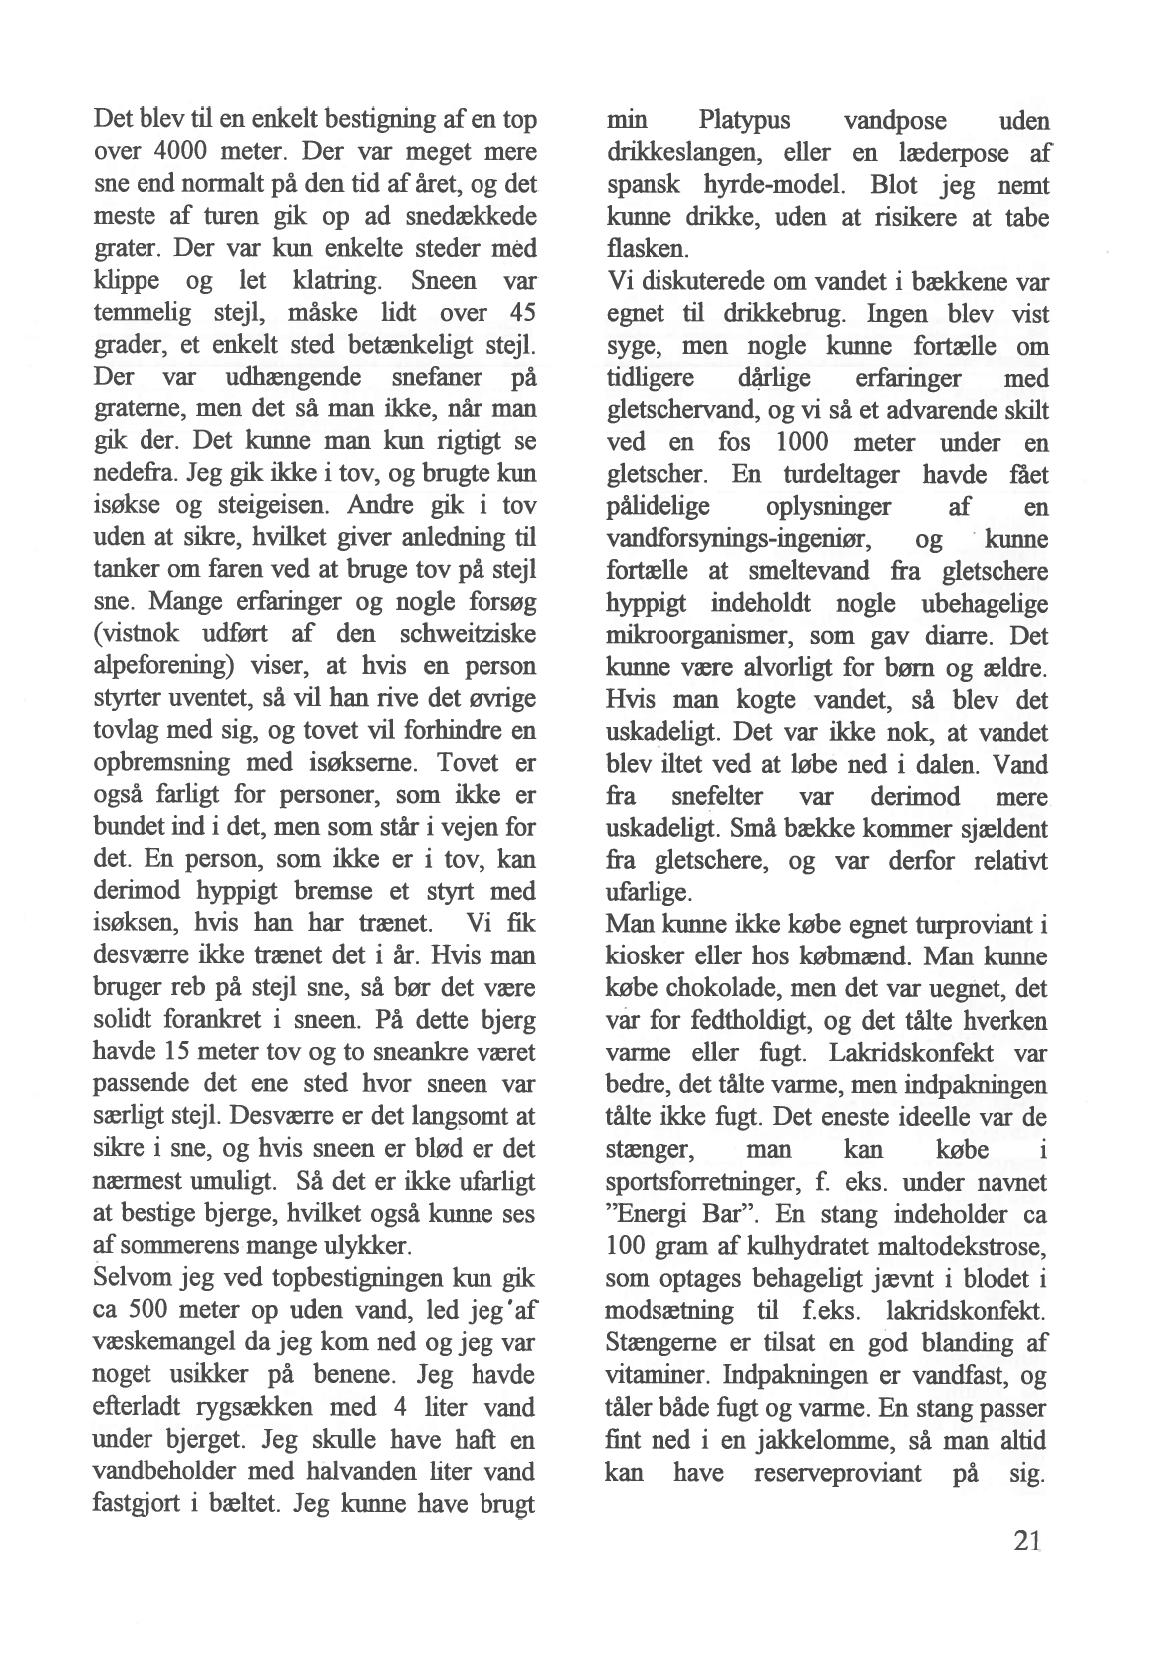 Det blev til en enkelt bestigning af en top
over 4000 meter. Der var meget mere
sne end normalt på den tid af året, og det
meste af turen gik op ad snedækkede
grater. Der var kun enkelte steder med
klippe og let klatring. Sneen var
temmelig stejl, måske lidt over 45
grader, et enkelt sted betænkeligt stejl.
Der var udhængende snefaner på
graterne, men det så man ikke, når man
gik der. Det kunne man kun rigtigt se
nedefra. Jeg gik ikke i tov, og brugte kun
isøkse og steigeisen. Andre gik i tov
uden at sikre, hvilket giver anledning til
tanker om faren ved at bruge tov på stejl
sne. Mange erfaringer og nogle forsøg
(vistnok udført af den schweitziske
alpeforening) viser, at hvis en person
styrter uventet, så vil han rive det øvrige
tovlag med sig, og tovet vil forhindre en
opbremsning med isøkserne. Tovet er
også farligt for personer, som ikke er
bundet ind i det, men som står i vejen for
det. En person, som ikke er i tov, kan
derimod hyppigt bremse et styrt med
isøksen, hvis han har trænet. Vi fik
desværre ikke trænet det i år. Hvis man
bruger reb på stejl sne, så bør det være
solidt forankret i sneen. På dette bjerg
havde 15 meter tov og to sneankre været
passende det ene sted hvor sneen var
særligt stejl. Desværre er det langsomt at
sikre i sne, og hvis sneen er blød er det
nærmest umuligt. Så det er ikke ufarligt
at bestige bjerge, hvilket også kunne ses
af sommerens mange ulykker.
Selvom jeg ved topbestigningen kun gik
ca 500 meter op uden vand, led jeg af
væskemangel da jeg kom ned og jeg var
noget usikker på benene. Jeg havde
efterladt rygsækken med 4 liter vand
under bjerget. Jeg skulle have haft en
vandbeholder med halvanden liter vand
fastgjort i bæltet. Jeg kunne have brugt
min Platypus vandpose uden
drikkeslangen, eller en læderpose af
spansk hyrde-model. Blot jeg nemt
kunne drikke, uden at risikere at tabe
flasken.
Vi diskuterede om vandet i bækkene var
egnet til drikkebrug. Ingen blev vist
syge, men nogle kunne fortælle om
tidligere dårlige erfaringer med
gletschervand, og vi så et advarende skilt
ved en fos 1000 meter under en
gletscher. En turdeltager havde fået
pålidelige oplysninger af en
vandforsynings-ingeniør, og kunne
fortælle at smeltevand fra gletschere
hyppigt indeholdt nogle ubehagelige
mikroorganismer, som gav diarre. Det
kunne være alvorligt for børn og ældre.
Hvis man kogte vandet, så blev det
uskadeligt. Det var ikke nok, at vandet
blev iltet ved at løbe ned i dalen. Vand
fra snefelter var derimod mere
uskadeligt. Små bække kommer sjældent
fra gletschere, og var derfor relativt
ufarlige.
Man kunne ikke købe egnet turproviant i
kiosker eller hos købmænd. Man kunne
købe chokolade, men det var uegnet, det
var for fedtholdigt, og det tålte hverken
varme eller fugt. Lakridskonfekt var
bedre, det tålte varme, men indpakningen
tålte ikke fugt. Det eneste ideelle var de
stænger, man kan købe i
sportsforretninger, f. eks. under navnet
”Energi Bar”. En stang indeholder ca
100 gram af kulhydratet maltodekstrose,
som optages behageligt jævnt i blodet i
modsætning til f.eks. lakridskonfekt.
Stængerne er tilsat en god blanding af
vitaminer. Indpakningen er vandfast, og
tåler både fugt og varme. En stang passer
fint ned i en jakkelomme, så man altid
kan have reserveproviant på sig.
21